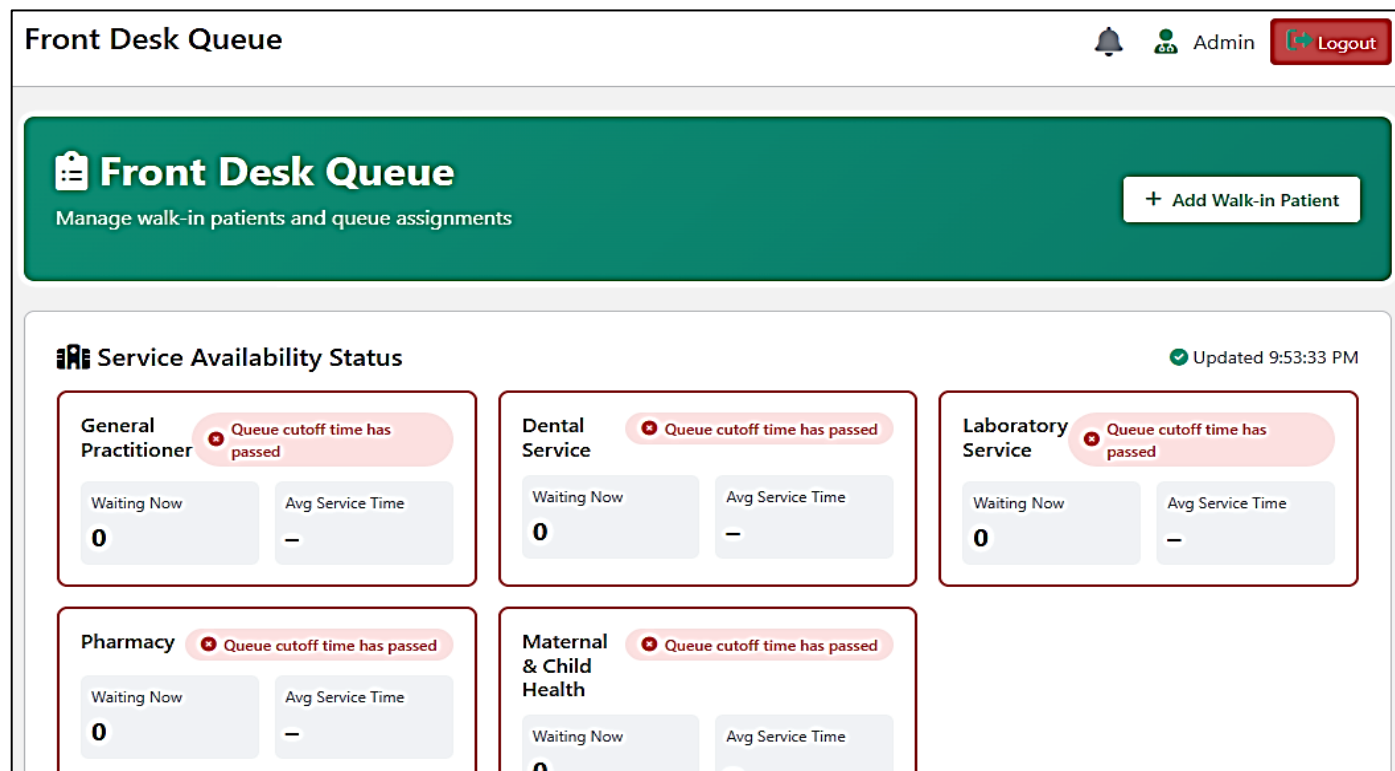 Front Desk Queue
Admin
Logout
Front Desk Queue
Manage walk-in patients and queue assignments
+ Add Walk-in Patient
Service Availability Status
Updated 9:53:33 PM
General
Practitioner
Queue cutoff time has
passed
Waiting Now
0
Avg Service Time
–
Dental
Service
Queue cutoff time has passed
Waiting Now
0
Avg Service Time
–
Laboratory
Service
Queue cutoff time has
passed
Waiting Now
0
Avg Service Time
–
Pharmacy
Queue cutoff time has passed
Waiting Now
0
Avg Service Time
–
Maternal
& Child
Health
Queue cutoff time has passed
Waiting Now
0
Avg Service Time